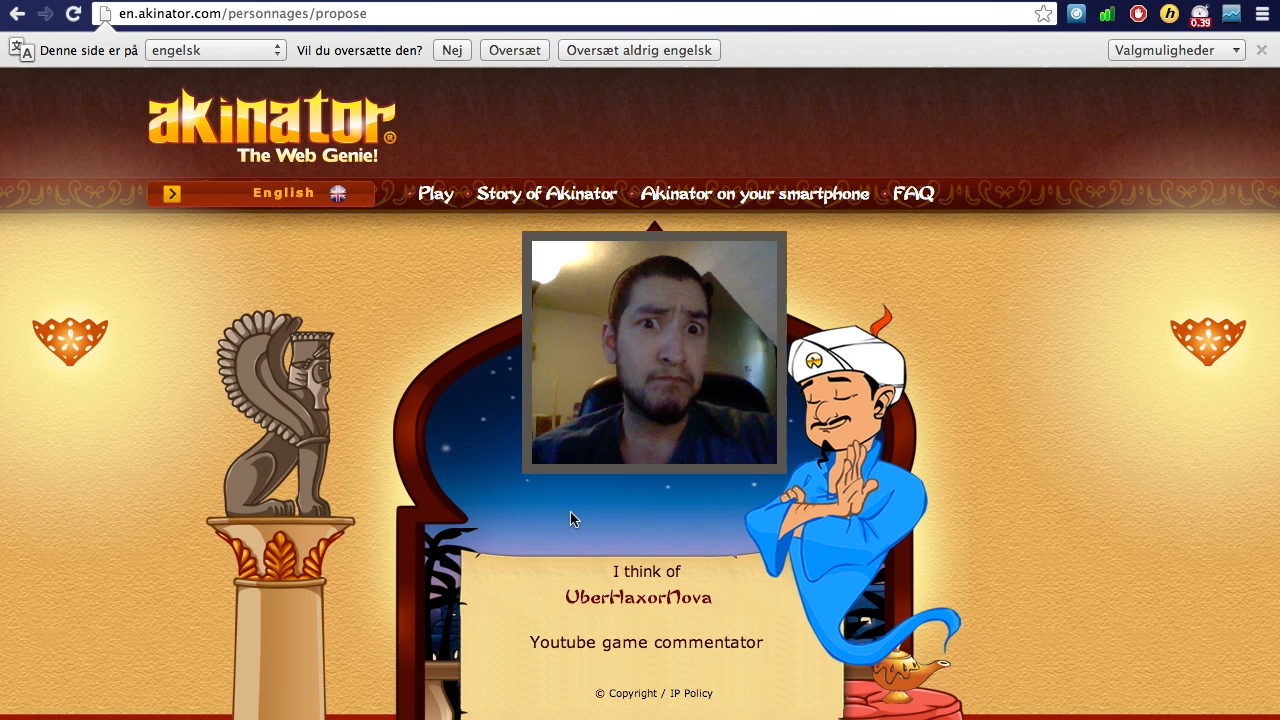 en.akinator.com/personnages/propose
0.39
Denne side er på engelsk Vil du oversætte den? Nej Oversæt Oversæt aldrig engelsk Valgmuligheder
akinator®
The Web Genie!
English Play Story of Akinator Akinator on your smartphone FAQ
I think of
UberHaxorNova
Youtube game commentator
© Copyright / IP Policy